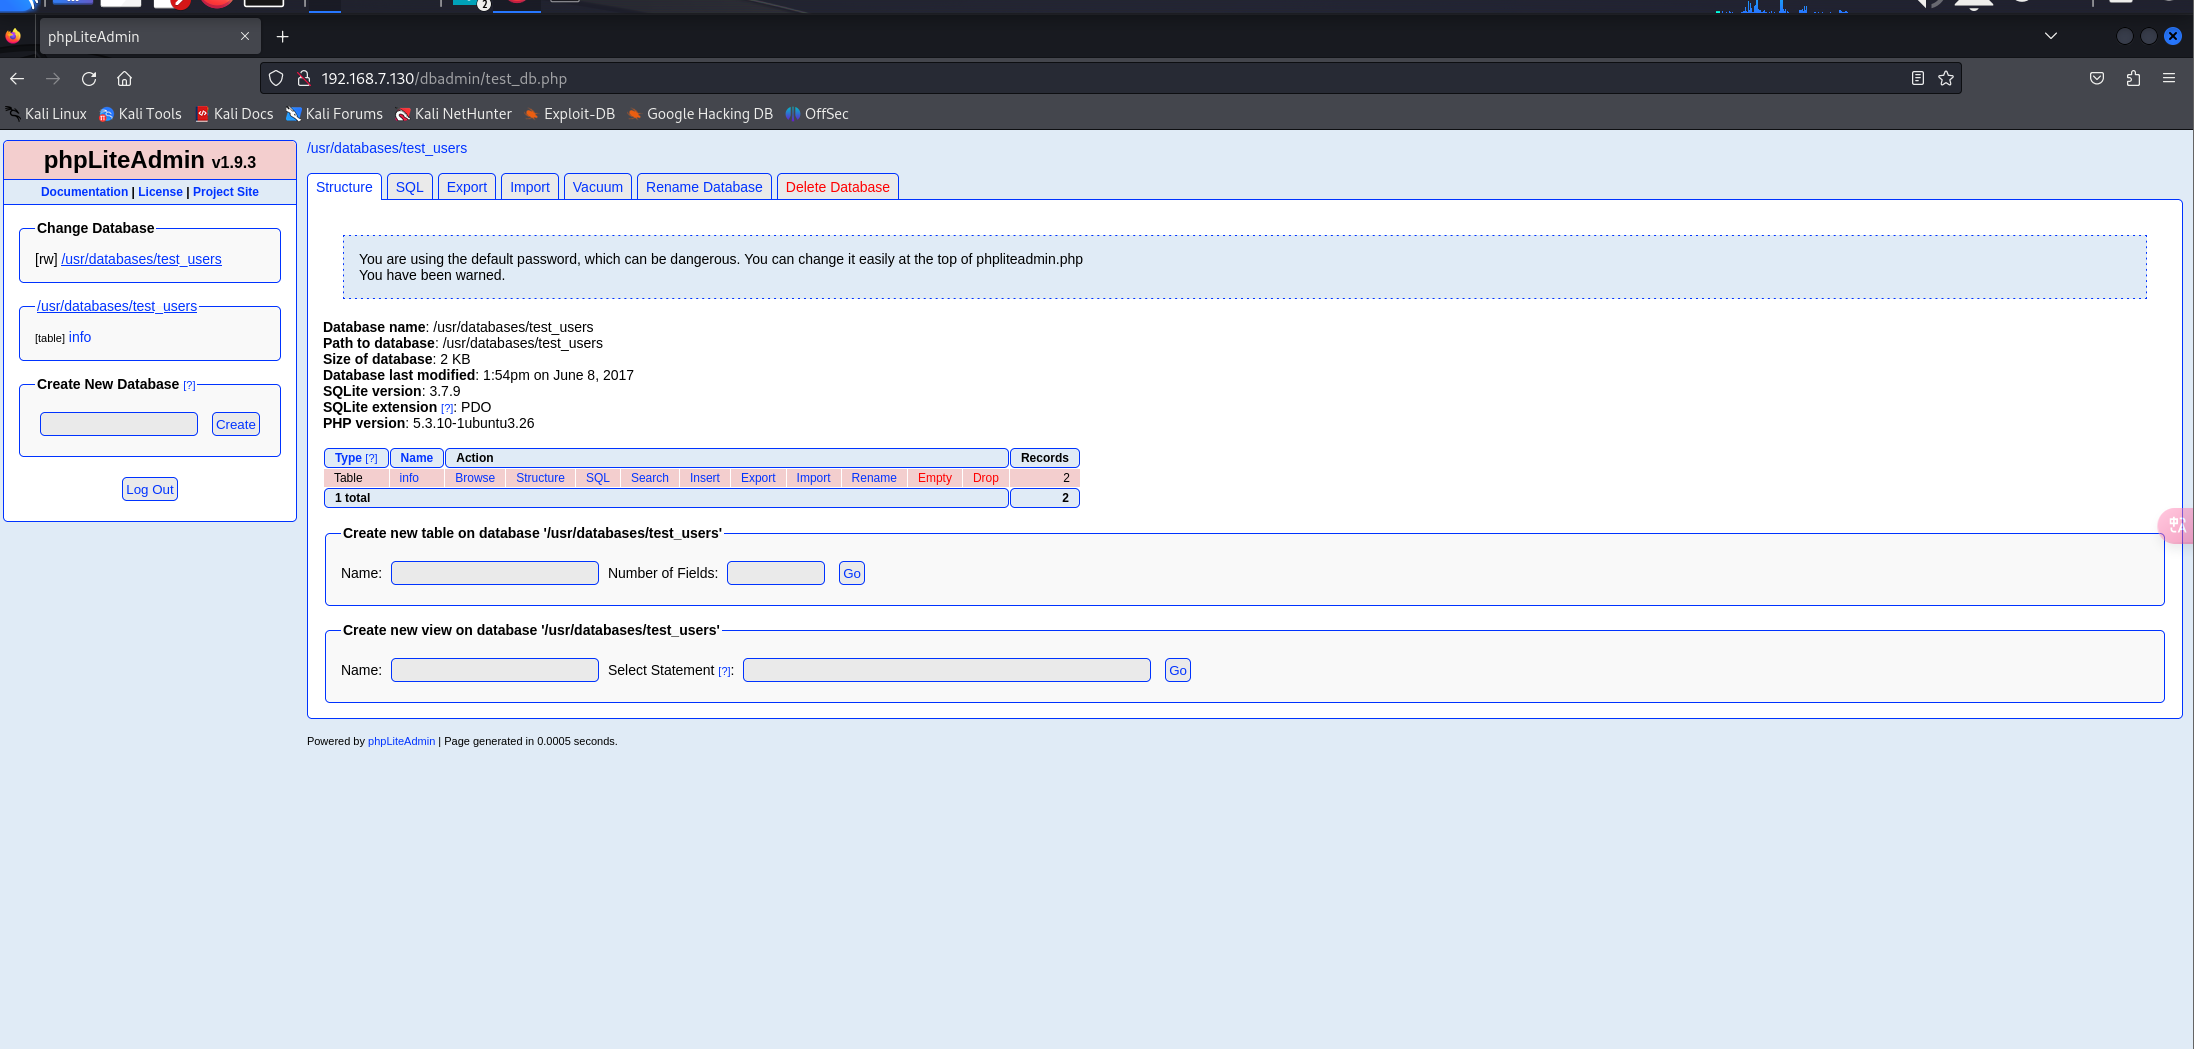 2
phpLiteAdmin
192.168.7.130/dbadmin/test_db.php
Kali Linux Kali Tools Kali Docs Kali Forums Kali NetHunter Exploit-DB Google Hacking DB OffSec
phpLiteAdmin v1.9.3
Documentation | License | Project Site
Change Database
[rw] /usr/databases/test_users
/usr/databases/test_users
[table] info
Create New Database [?]
Create
Log Out
/usr/databases/test_users
Structure SQL Export Import Vacuum Rename Database Delete Database
You are using the default password, which can be dangerous. You can change it easily at the top of phpliteadmin.php
You have been warned.
Database name: /usr/databases/test_users
Path to database: /usr/databases/test_users
Size of database: 2 KB
Database last modified: 1:54pm on June 8, 2017
SQLite version: 3.7.9
SQLite extension [?]: PDO
PHP version: 5.3.10-1ubuntu3.26
Type [?] Name Action Records
Table info Browse Structure SQL Search Insert Export Import Rename Empty Drop 2
1 total 2
Create new table on database '/usr/databases/test_users'
Name: Number of Fields: Go
Create new view on database '/usr/databases/test_users'
Name: Select Statement [?]: Go
Powered by phpLiteAdmin | Page generated in 0.0005 seconds.